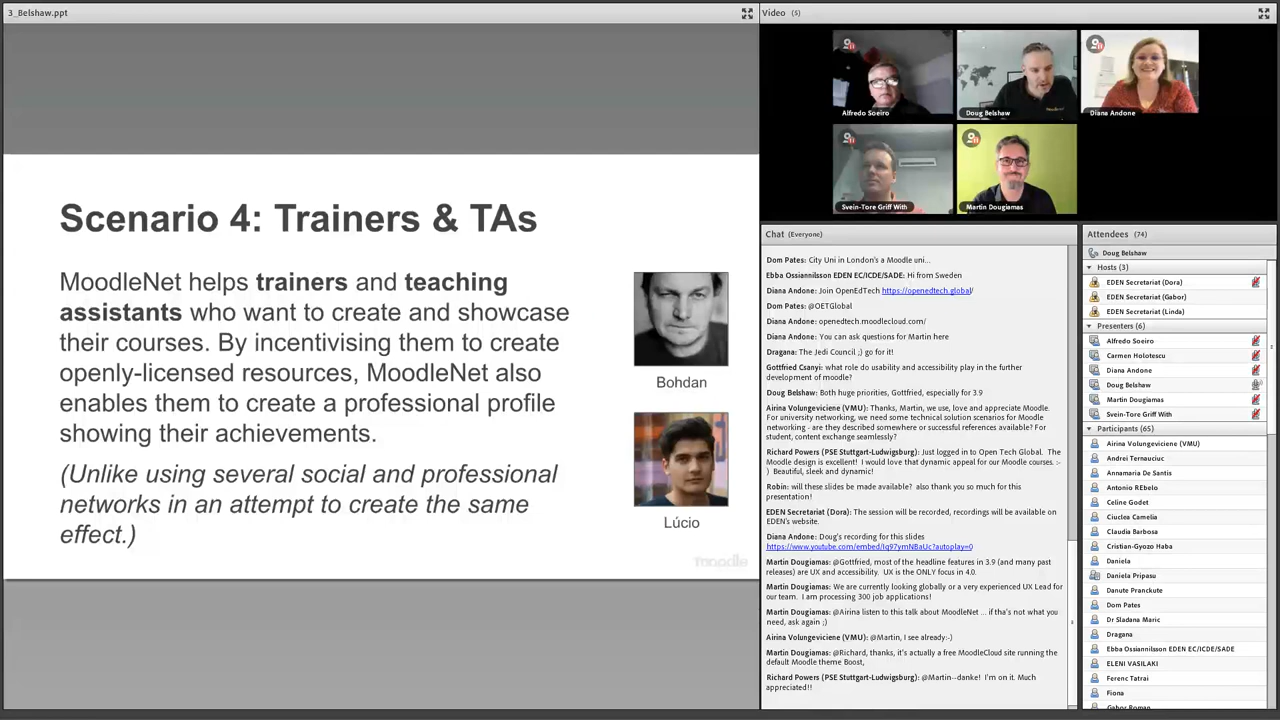 3_Belshaw.ppt
Scenario 4: Trainers & TAs
MoodleNet helps trainers and teaching
assistants who want to create and showcase
their courses. By incentivising them to create
openly-licensed resources, MoodleNet also
enables them to create a professional profile
showing their achievements.
(Unlike using several social and professional
networks in an attempt to create the same
effect.)
Bohdan
Lúcio
moodle
Video (5)
Alfredo Soeiro
Doug Belshaw
Diana Andone
Svein-Tore Griff With
Martin Dougiamas
Chat (Everyone)
Dom Pates: City Uni in London's a Moodle uni...
Ebba Ossiannilsson EDEN EC/ICDE/SADE: Hi from Sweden
Diana Andone: Join OpenEdTech https://openedtech.global/
Dom Pates: @OETGlobal
Diana Andone: openedtech.moodlecloud.com/
Diana Andone: You can ask questions for Martin here
Dragana: The Jedi Council ;) go for it!
Gottfried Csanyi: what role do usability and accessibility play in the further
development of moodle?
Doug Belshaw: Both huge priorities, Gottfried, especially for 3.9
Airina Volungeviciene (VMU): Thanks, Martin, we use, love and appreciate Moodle.
For university networking, we need some technical solution scenarios for Moodle
networking - are they described somewhere or successful references available? For
student, content exchange seamlessly?
Richard Powers (PSE Stuttgart-Ludwigsburg): Just logged in to Open Tech Global. The
Moodle design is excellent! I would love that dynamic appeal for our Moodle courses. :-
) Beautiful, sleek and dynamic!
Robin: will these slides be made available? also thank you so much for this
presentation!
EDEN Secretariat (Dora): The session will be recorded, recordings will be available on
EDEN's website.
Diana Andone: Doug's recording for this slides
https://www.youtube.com/embed/Iq97ymNBaUc?autoplay=0
Martin Dougiamas: @Gottfried, most of the headline features in 3.9 (and many past
releases) are UX and accessibility. UX is the ONLY focus in 4.0.
Martin Dougiamas: We are currently looking globally or a very experienced UX Lead for
our team. I am processing 300 job applications!
Martin Dougiamas: @Airina listen to this talk about MoodleNet ... if tha's not what you
need, ask again ;)
Airina Volungeviciene (VMU): @Martin, I see already:-)
Martin Dougiamas: @Richard, thanks, it's actually a free MoodleCloud site running the
default Moodle theme Boost,
Richard Powers (PSE Stuttgart-Ludwigsburg): @Martin--danke! I'm on it. Much
appreciated!!
Attendees (74)
Doug Belshaw
Hosts (3)
EDEN Secretariat (Dora)
EDEN Secretariat (Gabor)
EDEN Secretariat (Linda)
Presenters (6)
Alfredo Soeiro
Carmen Holotescu
Diana Andone
Doug Belshaw
Martin Dougiamas
Svein-Tore Griff With
Participants (65)
Airina Volungeviciene (VMU)
Andrei Ternauciuc
Annamaria De Santis
Antonio REbelo
Celine Godet
Ciuclea Camelia
Claudia Barbosa
Cristian-Gyozo Haba
Daniela
Daniela Pripasu
Danute Pranckute
Dom Pates
Dr Sladana Maric
Dragana
Ebba Ossiannilsson EDEN EC/ICDE/SADE
ELENI VASILAKI
Ferenc Tatrai
Fiona
Gabor Roman